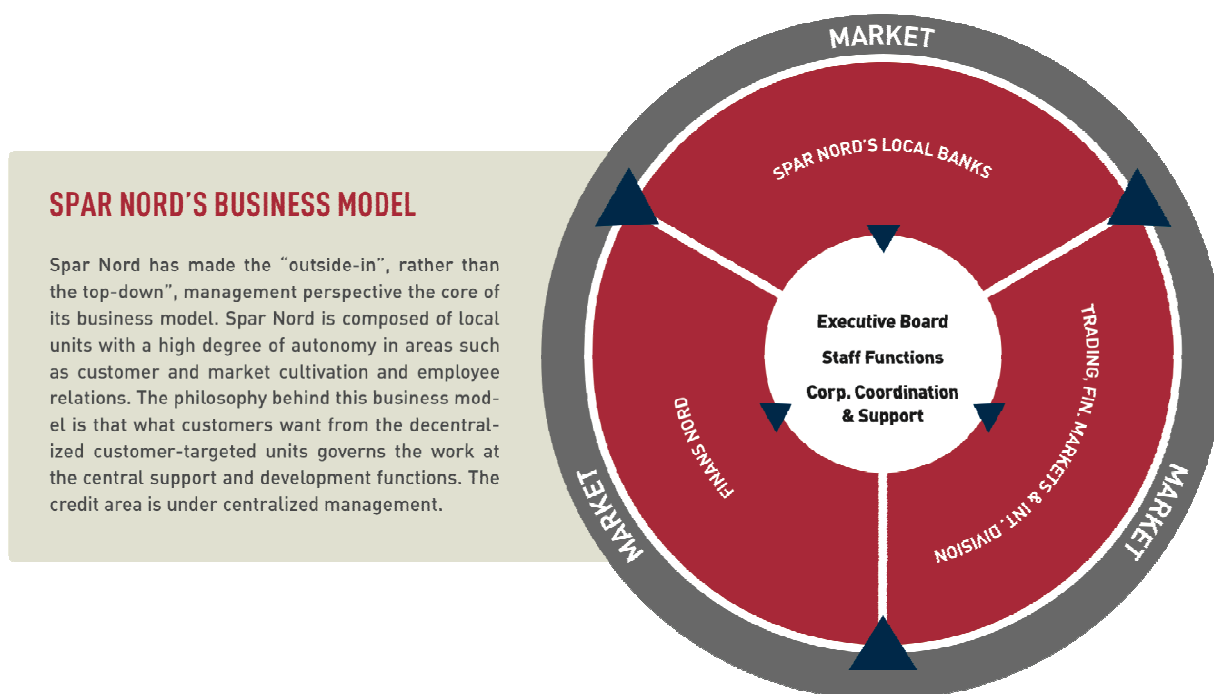 SPAR NORD'S BUSINESS MODEL
Spar Nord has made the “outside-in”, rather than
the top-down”, management perspective the core of
its business model. Spar Nord is composed of local
units with a high degree of autonomy in areas such
as customer and market cultivation and employee
relations. The philosophy behind this business mod-
el is that what customers want from the decentral-
ized customer-targeted units governs the work at
the central support and development functions. The
credit area is under centralized management.
MARKET
SPAR NORD'S LOCAL BANKS
Executive Board
Staff Functions
Corp. Coordination
& Support
FINANS NORD
TRADING, FIN. MARKETS & INT. DIVISION
MARKET
MARKET